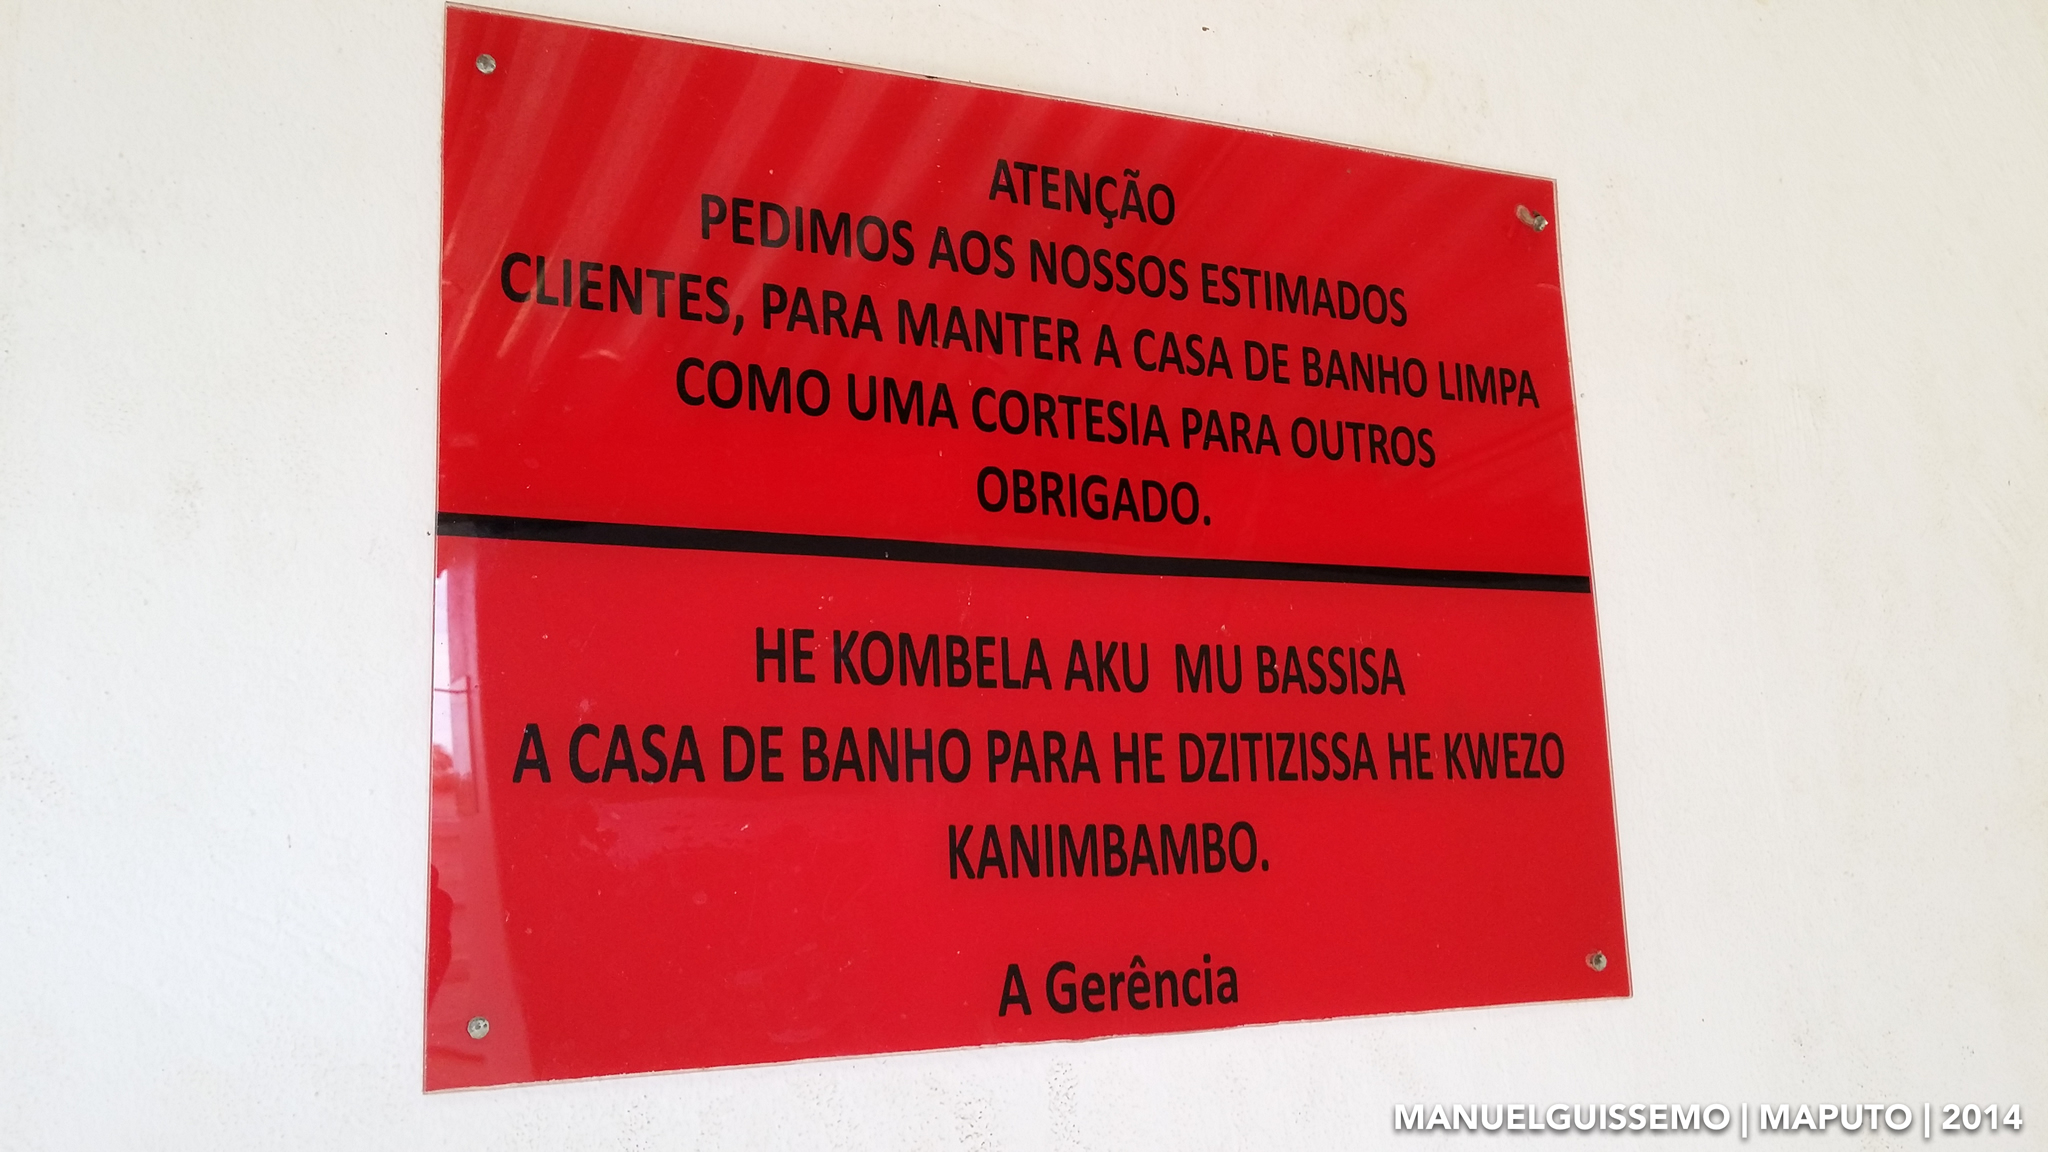 ATENÇÃO
PEDIMOS AOS NOSSOS ESTIMADOS
CLIENTES, PARA MANTER A CASA DE BANHO LIMPA
COMO UMA CORTESIA PARA OUTROS
OBRIGADO.
HE KOMBELA AKU MU BASSISA
A CASA DE BANHO PARA HE DZITIZISSA HE KWEZO
KANIMBAMBO.
A Gerência
MANUELGUISSEMO | MAPUTO | 2014